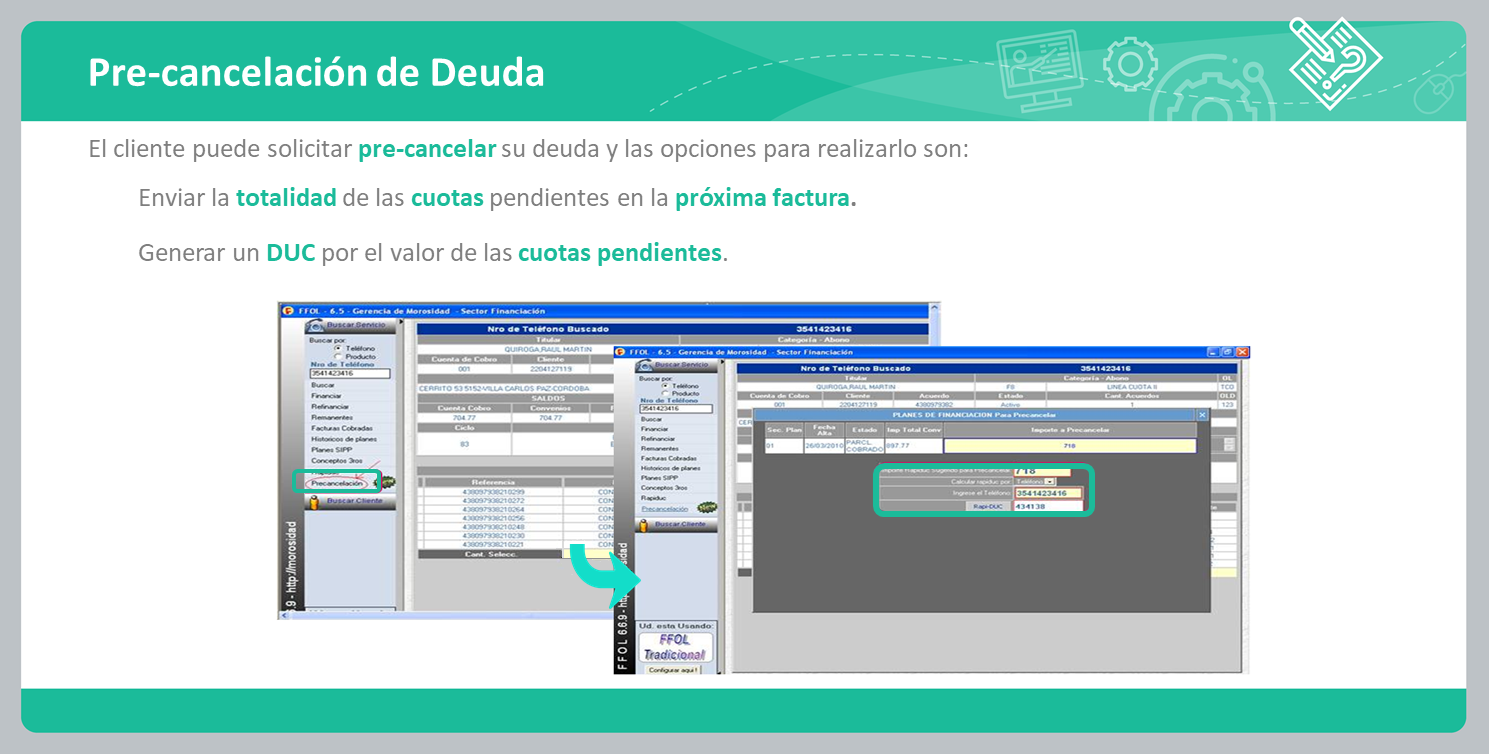 Pre-cancelación de Deuda
El cliente puede solicitar pre-cancelar su deuda y las opciones para realizarlo son:
Enviar la totalidad de las cuotas pendientes en la próxima factura.
Generar un DUC por el valor de las cuotas pendientes.
FFOL - 6.5 - Gerencia de Morosidad - Sector Financiación
Buscar Servicio
Buscar por:
Teléfono
Producto
Nro de Teléfono
3541423416
Buscar
Financiar
Refinanciar
Remanentes
Facturas Cobradas
Historicos de planes
Planes SIPP
Conceptos 3ros
Precancelación
Buscar Cliente
6.9 - http://morosidad
Nro de Teléfono Buscado 3541423416
Titular Categoría - Abono
QUIROGA,RAUL MARTIN
Cuenta de Cobro Cliente
001 2204127119
CERRITO 53 5152-VILLA CARLOS PAZ-CORDOBA
SALDOS
Cuenta Cobro Convenios
704.77 704.77
Ciclo
83
Referencia
438097938210299 CON
438097938210272 CON
438097938210264 CON
438097938210256 CON
438097938210248 CON
438097938210230 CON
438097938210221 CON
Cant. Selecc.
FFOL - 6.5 - Gerencia de Morosidad - Sector Financiación
Buscar Servicio
Buscar por:
Teléfono
Producto
Nro de Teléfono
3541423416
Buscar
Financiar
Refinanciar
Remanentes
Facturas Cobradas
Historicos de planes
Planes SIPP
Conceptos 3ros
Rapiduc
Precancelación
Buscar Cliente
Ud. esta Usando:
FFOL
Tradicional
Configurar aquí !
FFOL 6.6.9 -
Nro de Teléfono Buscado 3541423416
Titular Categoría - Abono OL
QUIROGA,RAUL MARTIN F8 LINEA CUOTA II TCO
Cuenta de Cobro Cliente Acuerdo Estado Cant. Acuerdos OLD
001 2204127119 4380979382 Activo 1 123
PLANES DE FINANCIACION Para Precancelar
Sec. Plan Fecha Alta Estado Imp Total Conv Importe a Precancelar
01 26/03/2010 PARCL. COBRADO 897.77 718
Importe Rapiduc Sugerido para Precancelar 718
Calcular rapiduc por: Teléfono
Ingrese el Teléfono: 3541423416
Rapi-DUC 434138